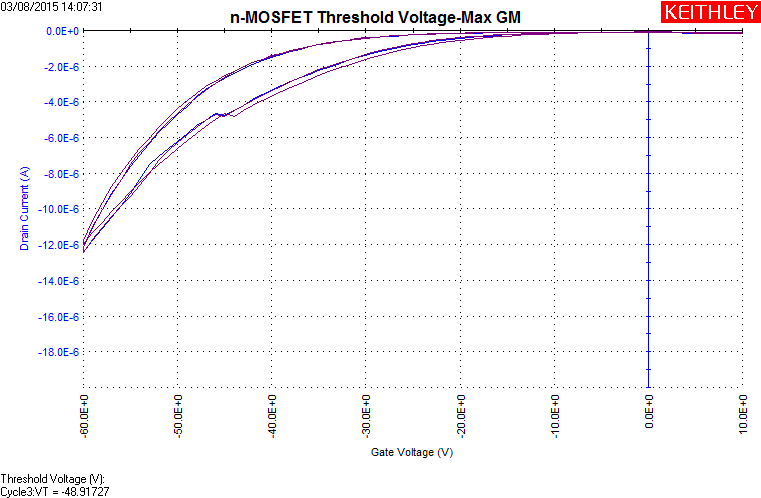 03/08/2015 14:07:31
n-MOSFET Threshold Voltage-Max GM
KEITHLEY
0.0E+0
-2.0E-6
-4.0E-6
-6.0E-6
-8.0E-6
-10.0E-6
-12.0E-6
-14.0E-6
-16.0E-6
-18.0E-6
Drain Current (A)
-60.0E+0
-50.0E+0
-40.0E+0
-30.0E+0
-20.0E+0
-10.0E+0
0.0E+0
10.0E+0
Gate Voltage (V)
Threshold Voltage (V):
Cycle3:VT = -48.91727